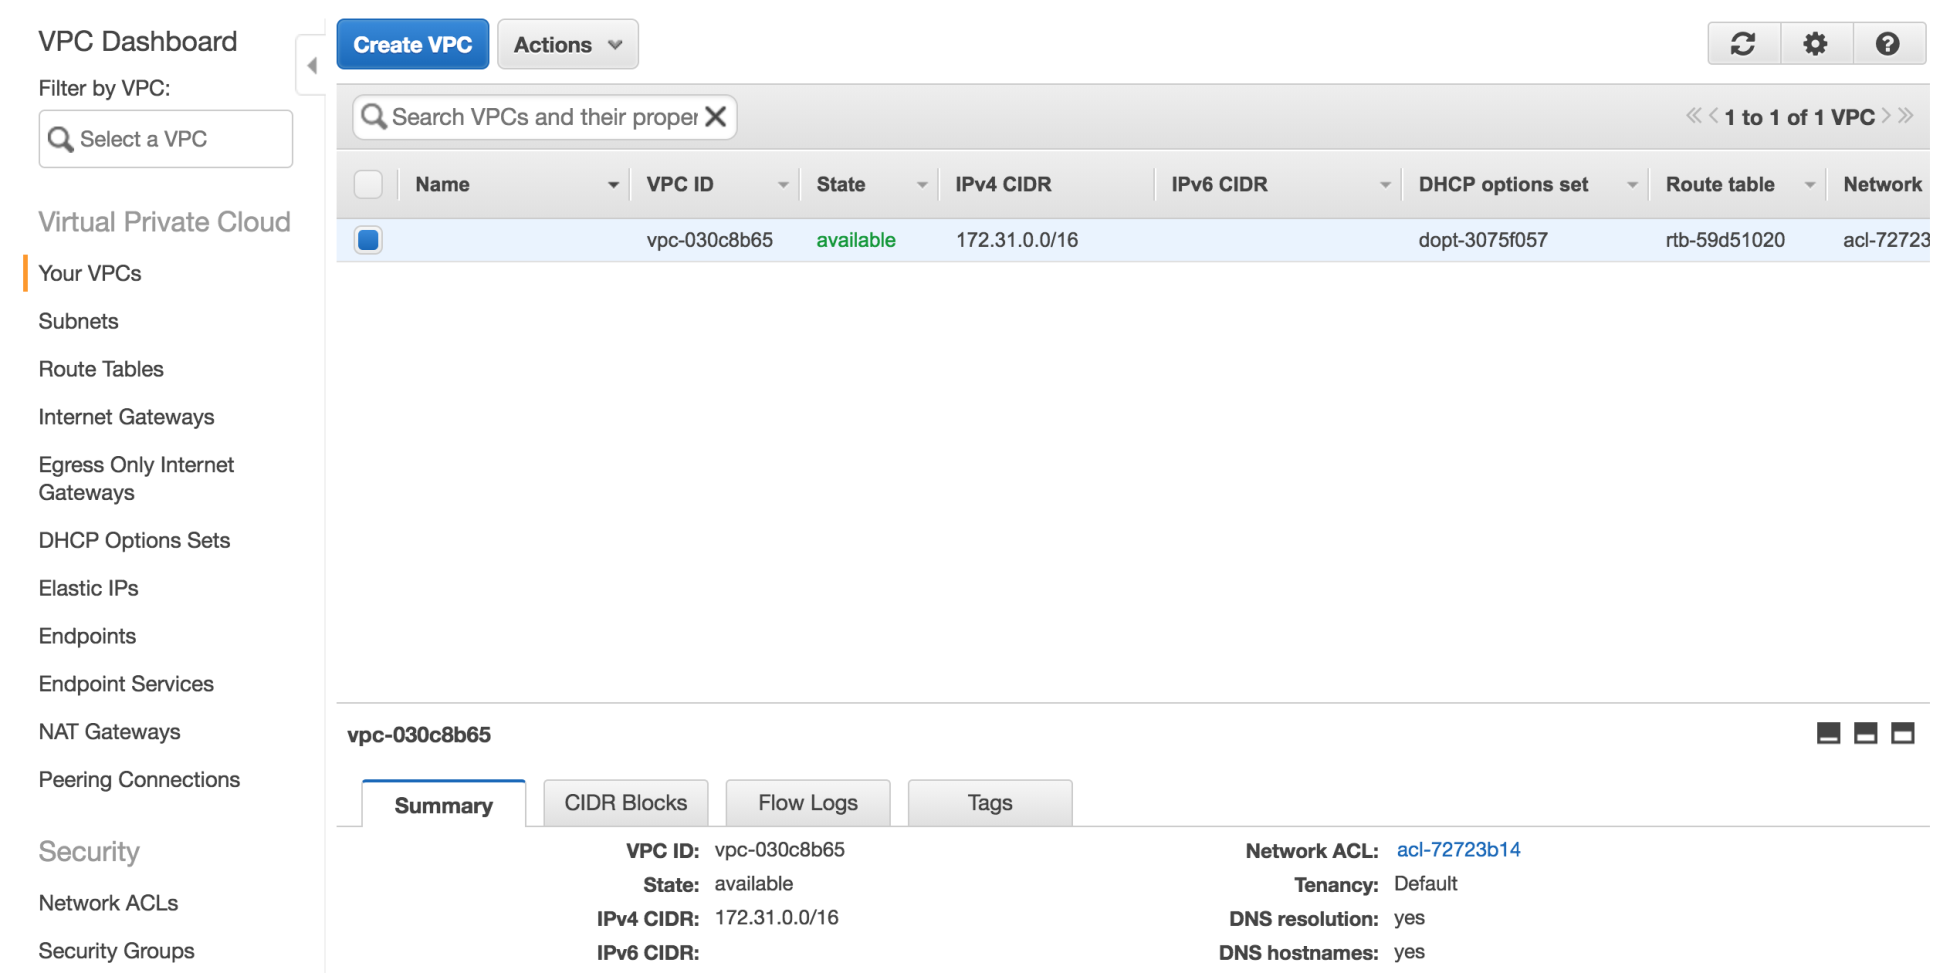 VPC Dashboard
Filter by VPC:
Select a VPC
Virtual Private Cloud
Your VPCs
Subnets
Route Tables
Internet Gateways
Egress Only Internet
Gateways
DHCP Options Sets
Elastic IPs
Endpoints
Endpoint Services
NAT Gateways
Peering Connections
Security
Network ACLs
Security Groups
Create VPC Actions
Search VPCs and their proper
1 to 1 of 1 VPC
Name VPC ID State IPv4 CIDR IPv6 CIDR DHCP options set Route table Network
vpc-030c8b65 available 172.31.0.0/16 dopt-3075f057 rtb-59d51020 acl-72723
vpc-030c8b65
Summary CIDR Blocks Flow Logs Tags
VPC ID: vpc-030c8b65 Network ACL: acl-72723b14
State: available Tenancy: Default
IPv4 CIDR: 172.31.0.0/16 DNS resolution: yes
IPv6 CIDR: DNS hostnames: yes